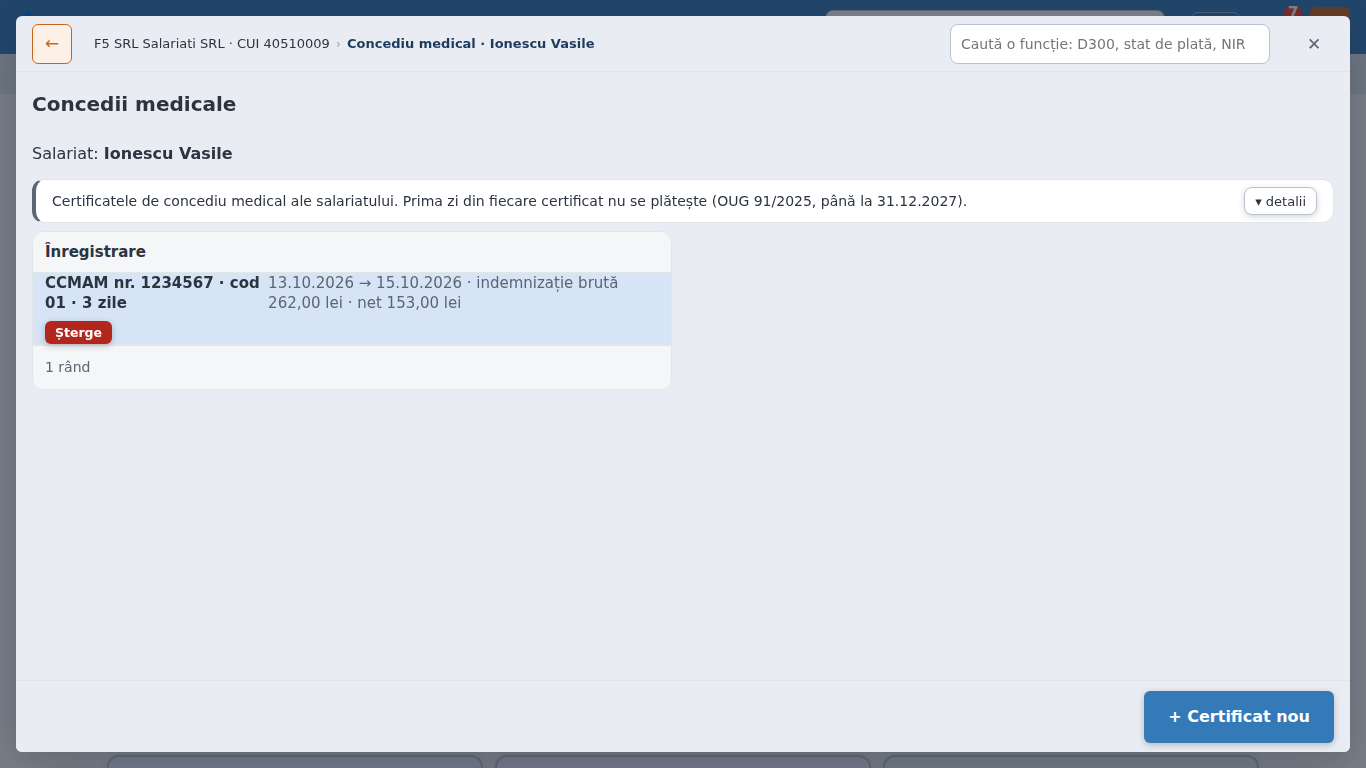 7
←
F5 SRL Salariati SRL · CUI 40510009 › Concediu medical · Ionescu Vasile
Caută o funcție: D300, stat de plată, NIR
✕
Concedii medicale
Salariat: Ionescu Vasile
Certificatele de concediu medical ale salariatului. Prima zi din fiecare certificat nu se plătește (OUG 91/2025, până la 31.12.2027).
▾ detalii
Înregistrare
CCMAM nr. 1234567 · cod
01 · 3 zile
13.10.2026 → 15.10.2026 · indemnizație brută
262,00 lei · net 153,00 lei
Șterge
1 rând
+ Certificat nou